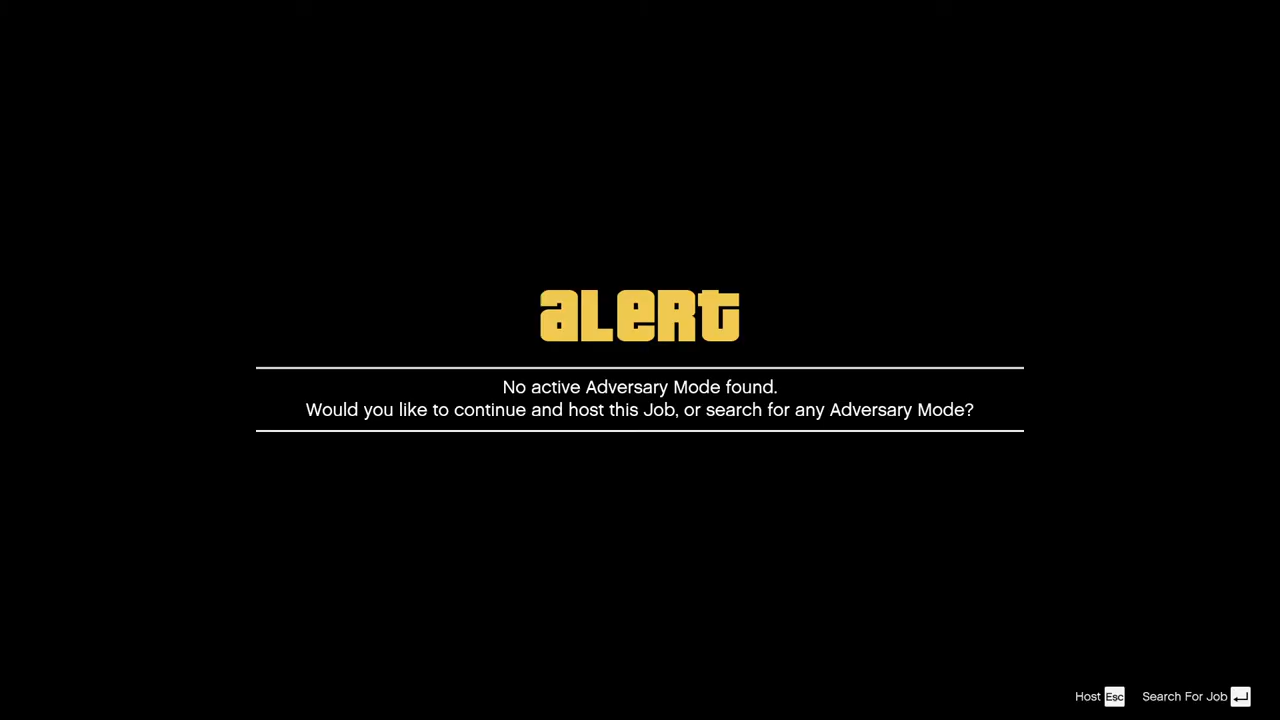 alert
No active Adversary Mode found.
Would you like to continue and host this Job, or search for any Adversary Mode?
Host Esc Search For Job